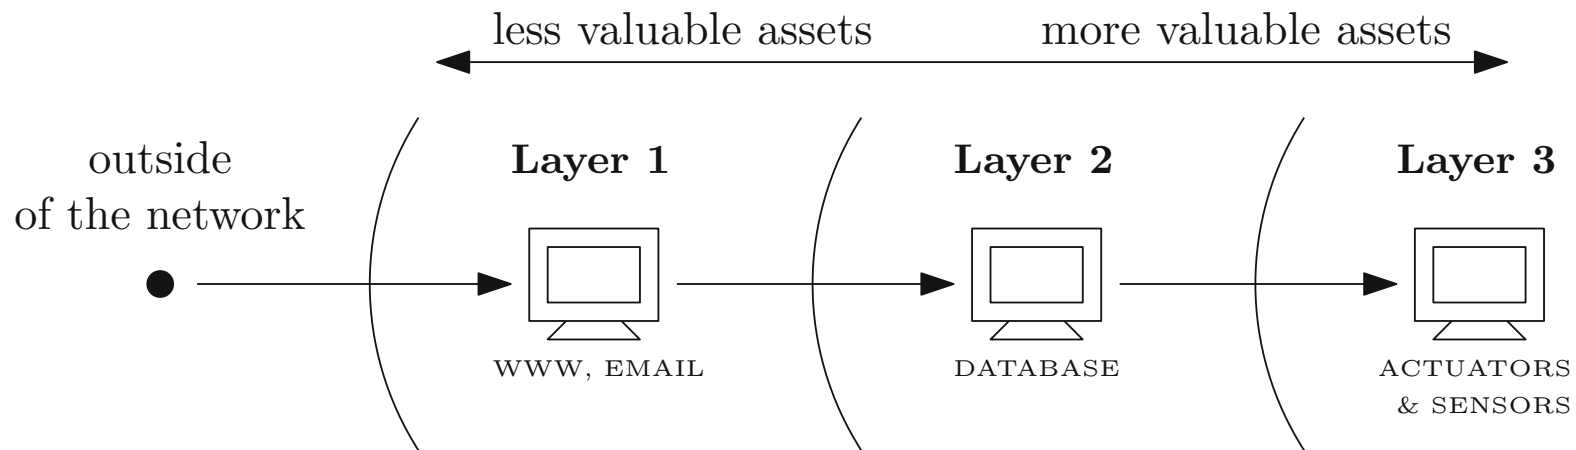 less valuable assets more valuable assets
outside
of the network
Layer 1
Layer 2
Layer 3
WWW, EMAIL
DATABASE
ACTUATORS
& SENSORS